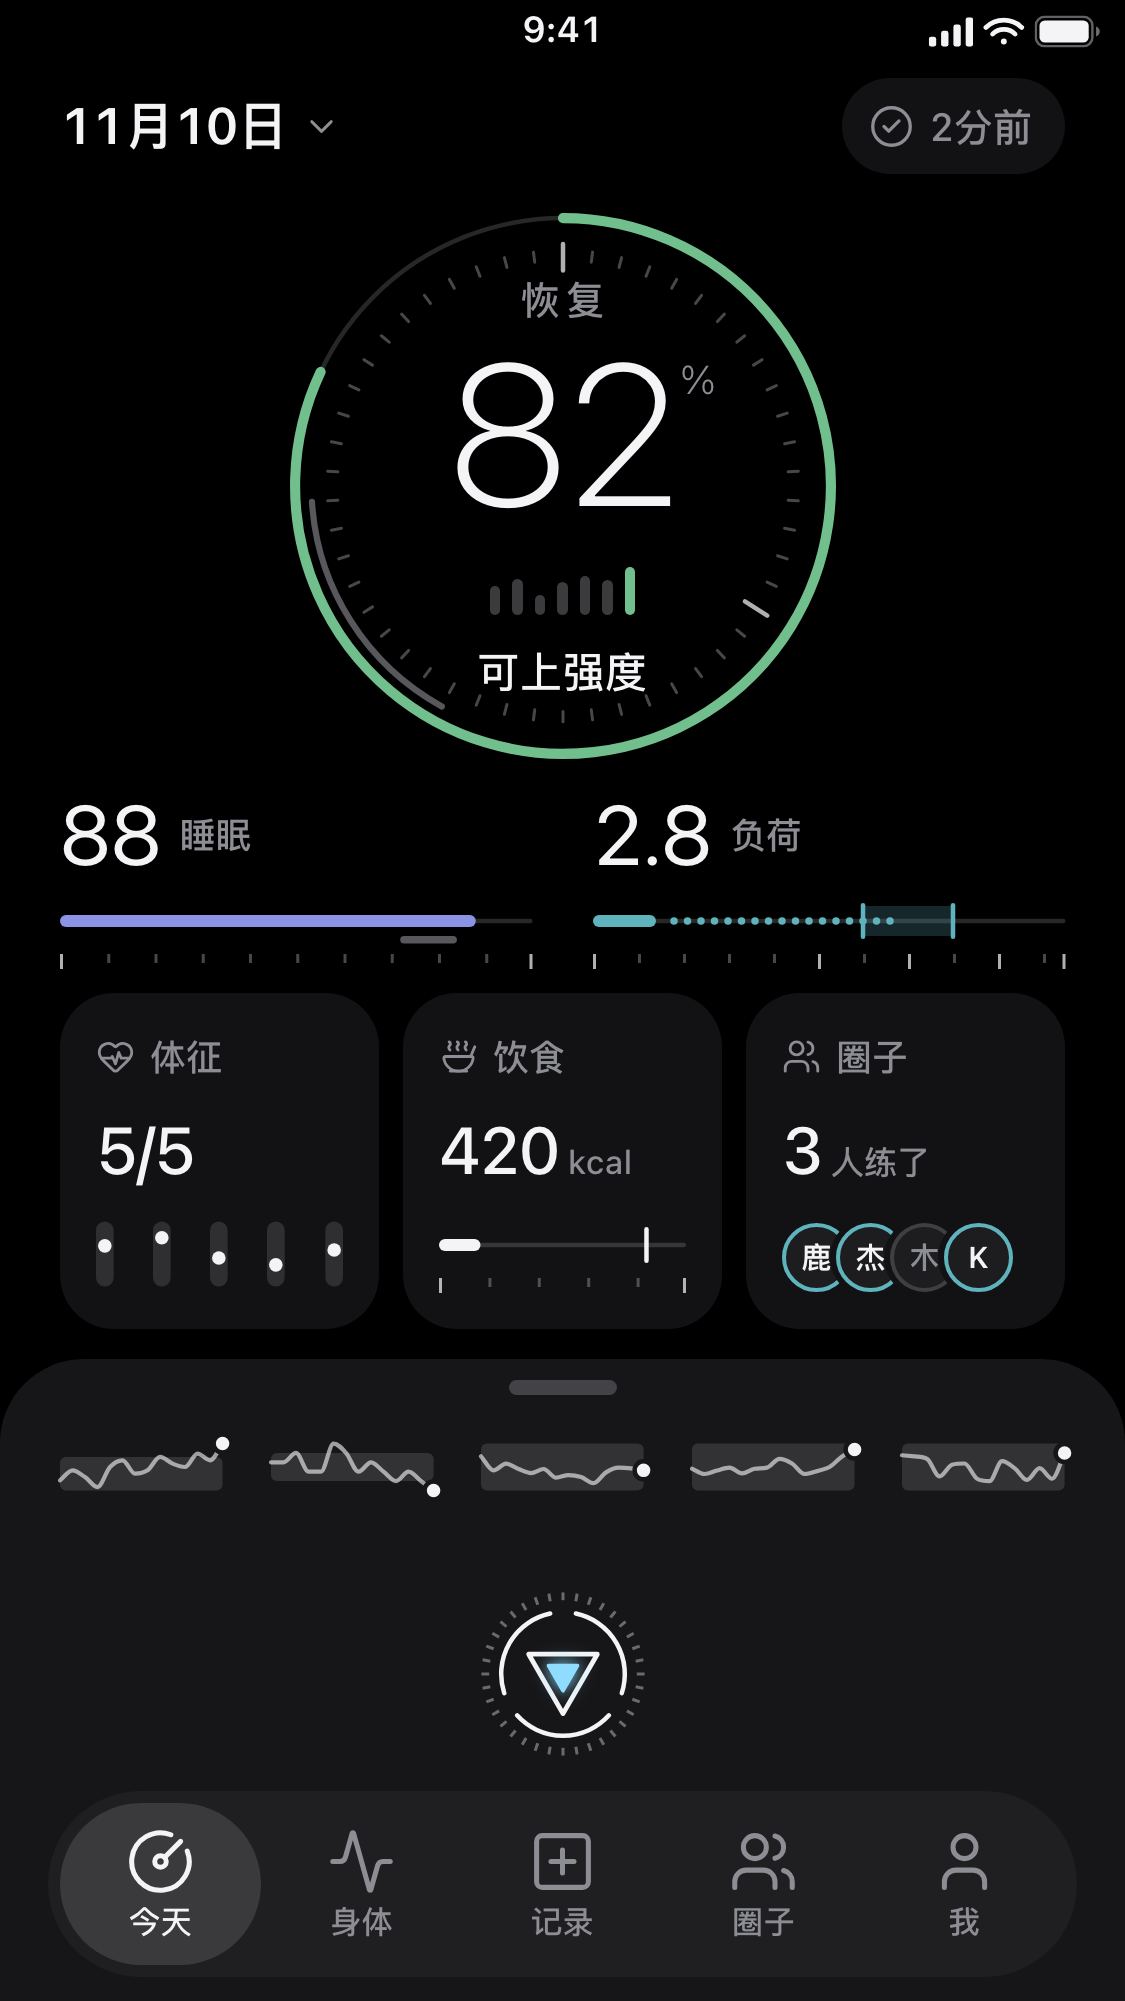 9:41
11月10日
2分前
恢复
82%
可上强度
88 睡眠
2.8 负荷
体征
饮食
圈子
5/5
420 kcal
3 人练了
鹿 杰 木 K
今天
身体
记录
圈子
我